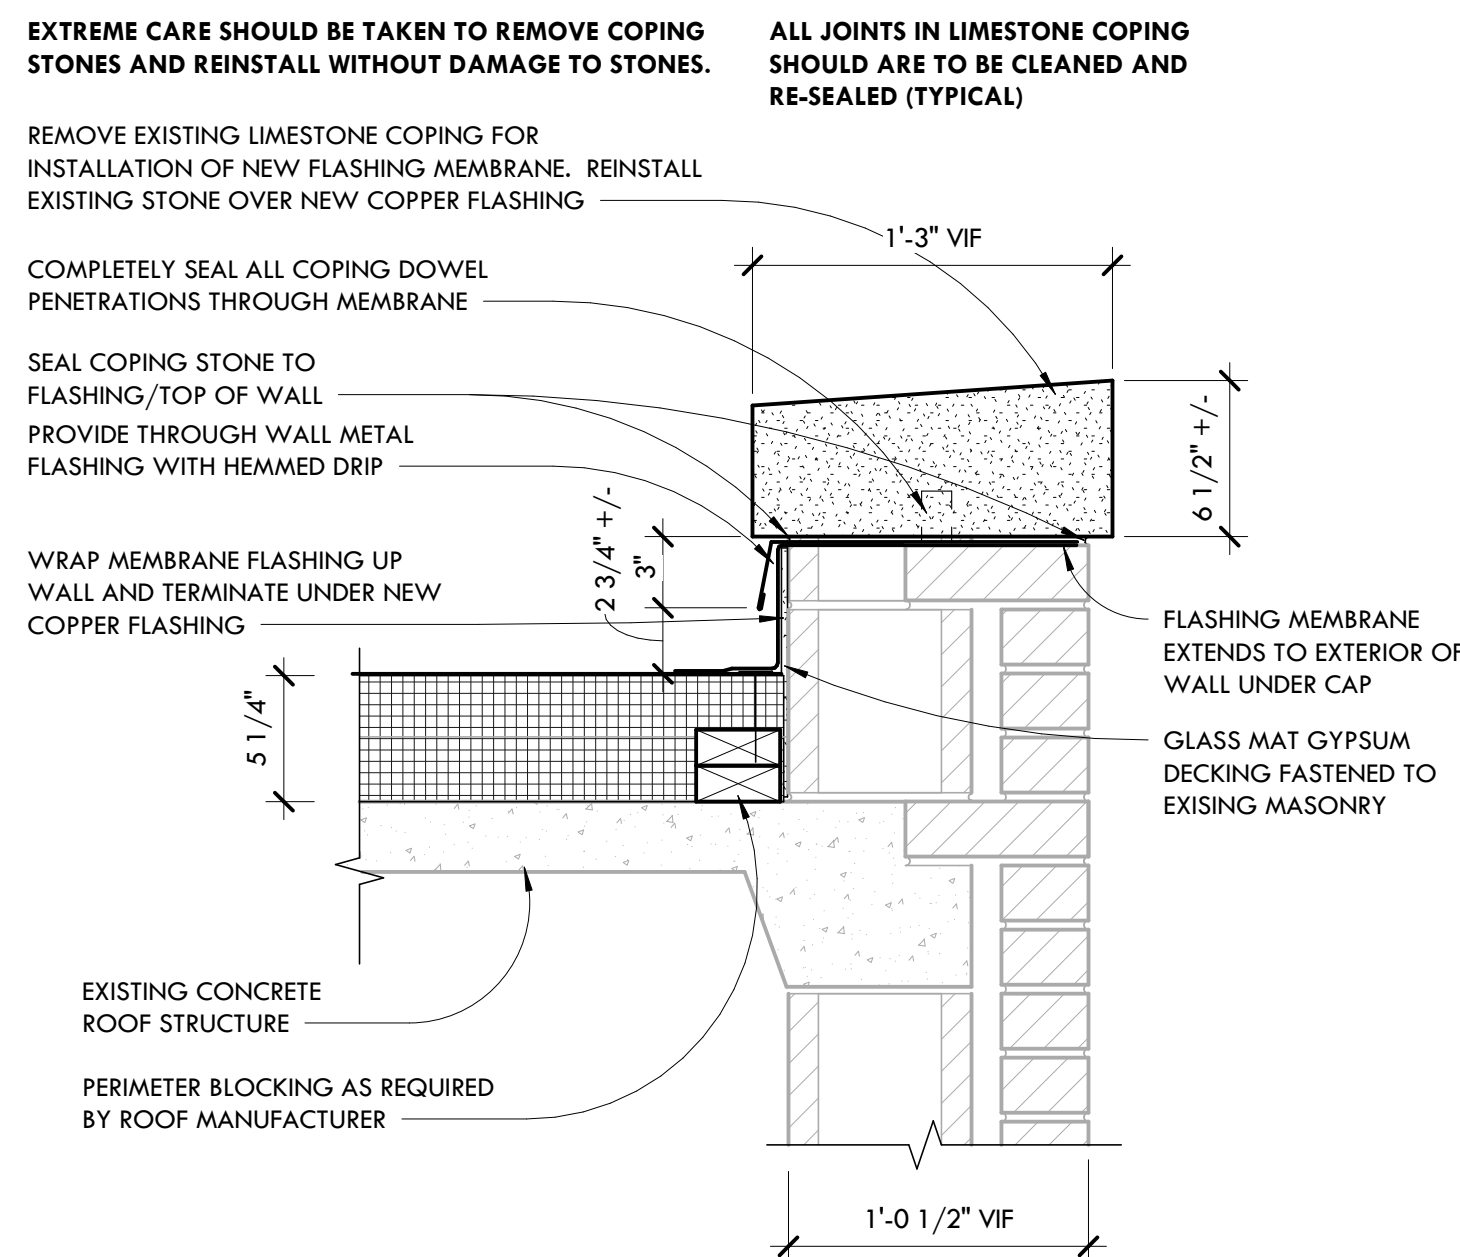 EXTREME CARE SHOULD BE TAKEN TO REMOVE COPING
STONES AND REINSTALL WITHOUT DAMAGE TO STONES.
ALL JOINTS IN LIMESTONE COPING
SHOULD ARE TO BE CLEANED AND
RE-SEALED (TYPICAL)
REMOVE EXISTING LIMESTONE COPING FOR
INSTALLATION OF NEW FLASHING MEMBRANE. REINSTALL
EXISTING STONE OVER NEW COPPER FLASHING
1'-3" VIF
COMPLETELY SEAL ALL COPING DOWEL
PENETRATIONS THROUGH MEMBRANE
SEAL COPING STONE TO
FLASHING/TOP OF WALL
PROVIDE THROUGH WALL METAL
FLASHING WITH HEMMED DRIP
6 1/2" +/-
2 3/4" +/-
3"
WRAP MEMBRANE FLASHING UP
WALL AND TERMINATE UNDER NEW
COPPER FLASHING
FLASHING MEMBRANE
EXTENDS TO EXTERIOR OF
WALL UNDER CAP
5 1/4"
GLASS MAT GYPSUM
DECKING FASTENED TO
EXISING MASONRY
EXISTING CONCRETE
ROOF STRUCTURE
PERIMETER BLOCKING AS REQUIRED
BY ROOF MANUFACTURER
1'-0 1/2" VIF